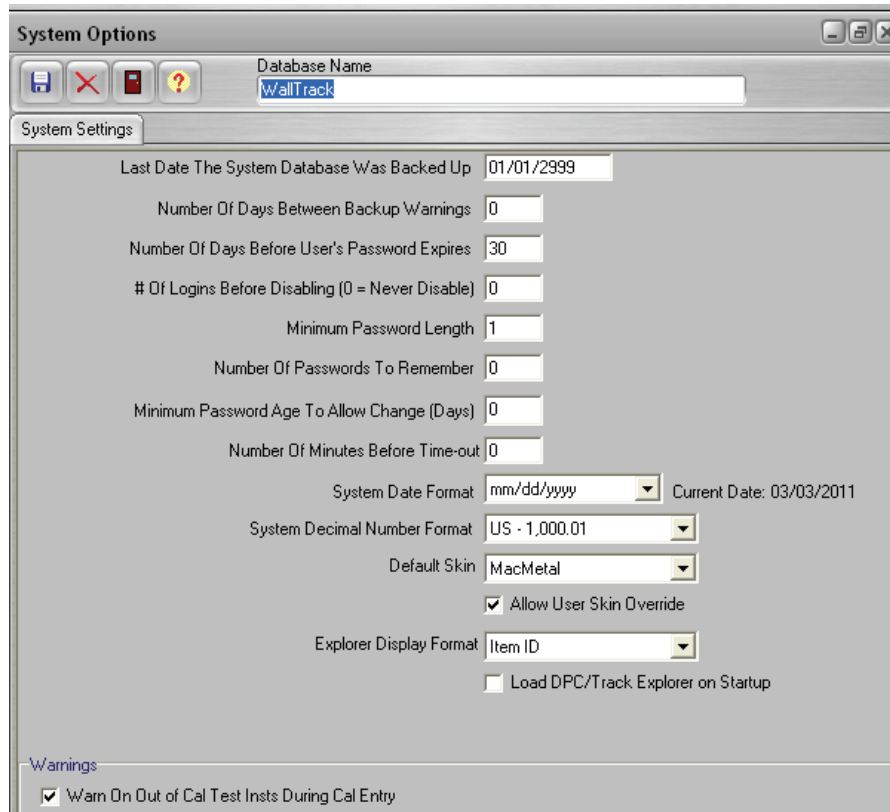 System Options
Database Name
WallTrack
System Settings
Last Date The System Database Was Backed Up 01/01/2999
Number Of Days Between Backup Warnings 0
Number Of Days Before User's Password Expires 30
# Of Logins Before Disabling (0 = Never Disable) 0
Minimum Password Length 1
Number Of Passwords To Remember 0
Minimum Password Age To Allow Change (Days) 0
Number Of Minutes Before Time-out 0
System Date Format mm/dd/yyyy Current Date: 03/03/2011
System Decimal Number Format US - 1,000.01
Default Skin MacMetal
Allow User Skin Override
Explorer Display Format Item ID
Load DPC/Track Explorer on Startup
Warnings
Warn On Out of Cal Test Insts During Cal Entry